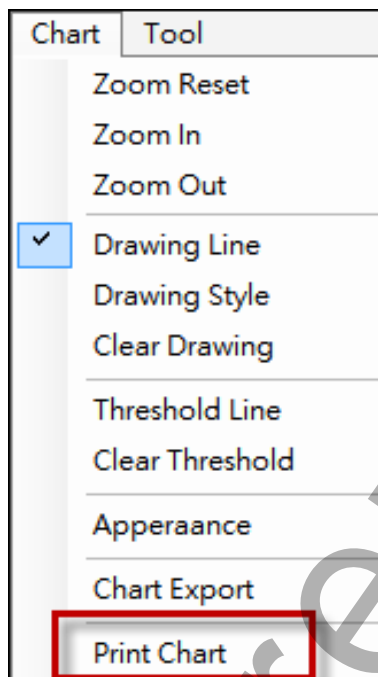 Chart Tool
Zoom Reset
Zoom In
Zoom Out
Drawing Line
Drawing Style
Clear Drawing
Threshold Line
Clear Threshold
Apperaance
Chart Export
Print Chart